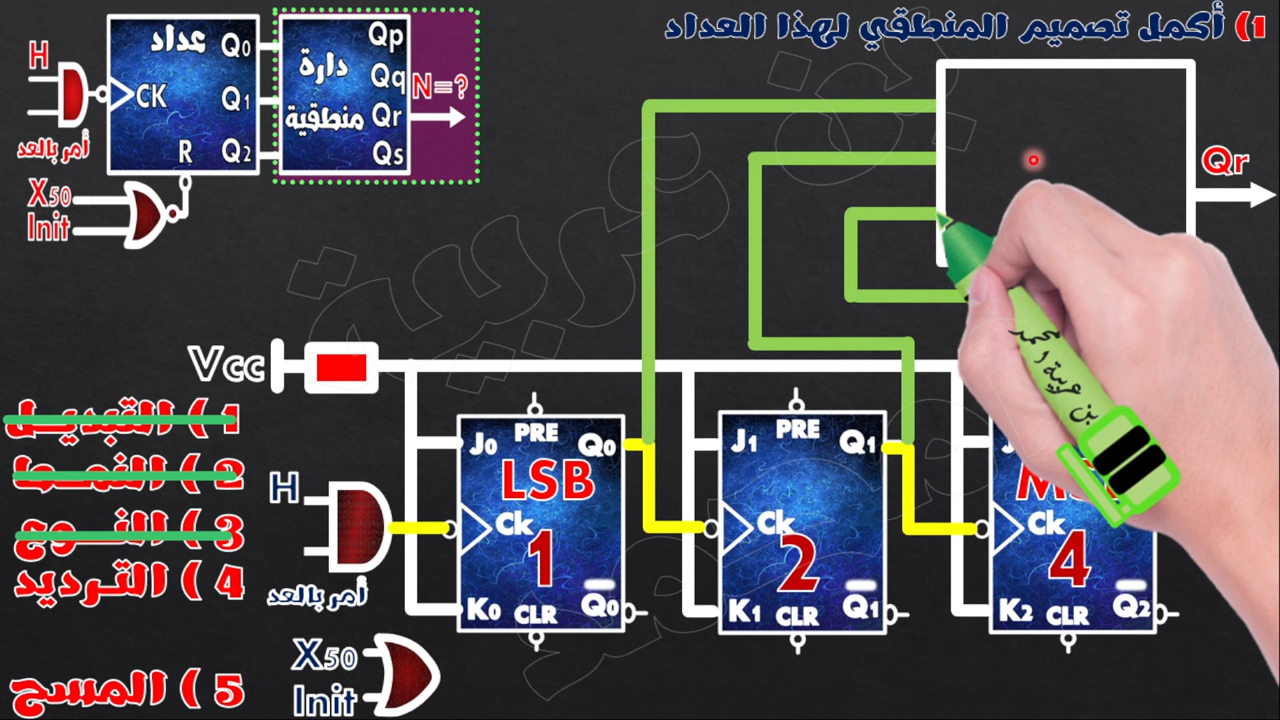 1) أكمل تصميم المنطقي لهذا العداد
H
أمر بالعد
CK
عداد
Q0
Q1
Q2
R
X50
Init
دارة
منطقية
Qp
Qq
Qr
Qs
N=?
Qr
Vcc
1 ) التبديل
2 ) النمط
3 ) النوع
4 ) الترديد
5 ) المسح
H
أمر بالعد
X50
Init
J0 PRE Q0
LSB
Ck
1
K0 CLR Q0
J1 PRE Q1
Ck
2
K1 CLR Q1
Ck
4
K2 CLR Q2